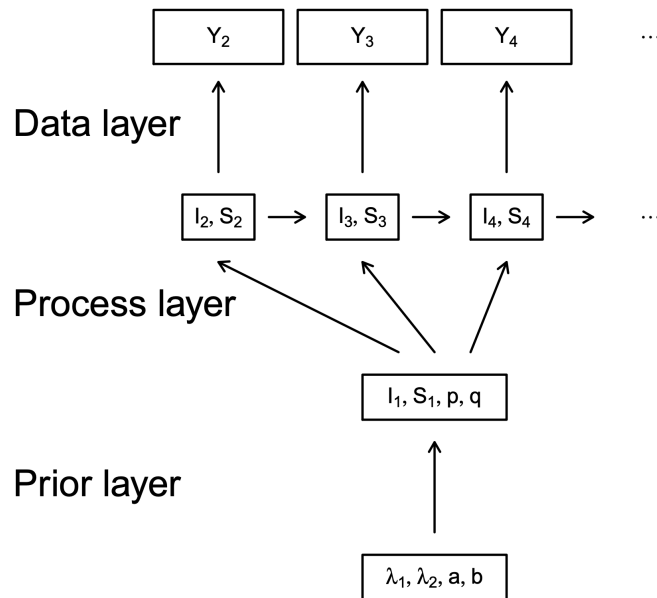 Y₂ Y₃ Y₄ ...
Data layer
I₂, S₂ I₃, S₃ I₄, S₄ ...
Process layer
I₁, S₁, p, q
Prior layer
λ₁, λ₂, a, b